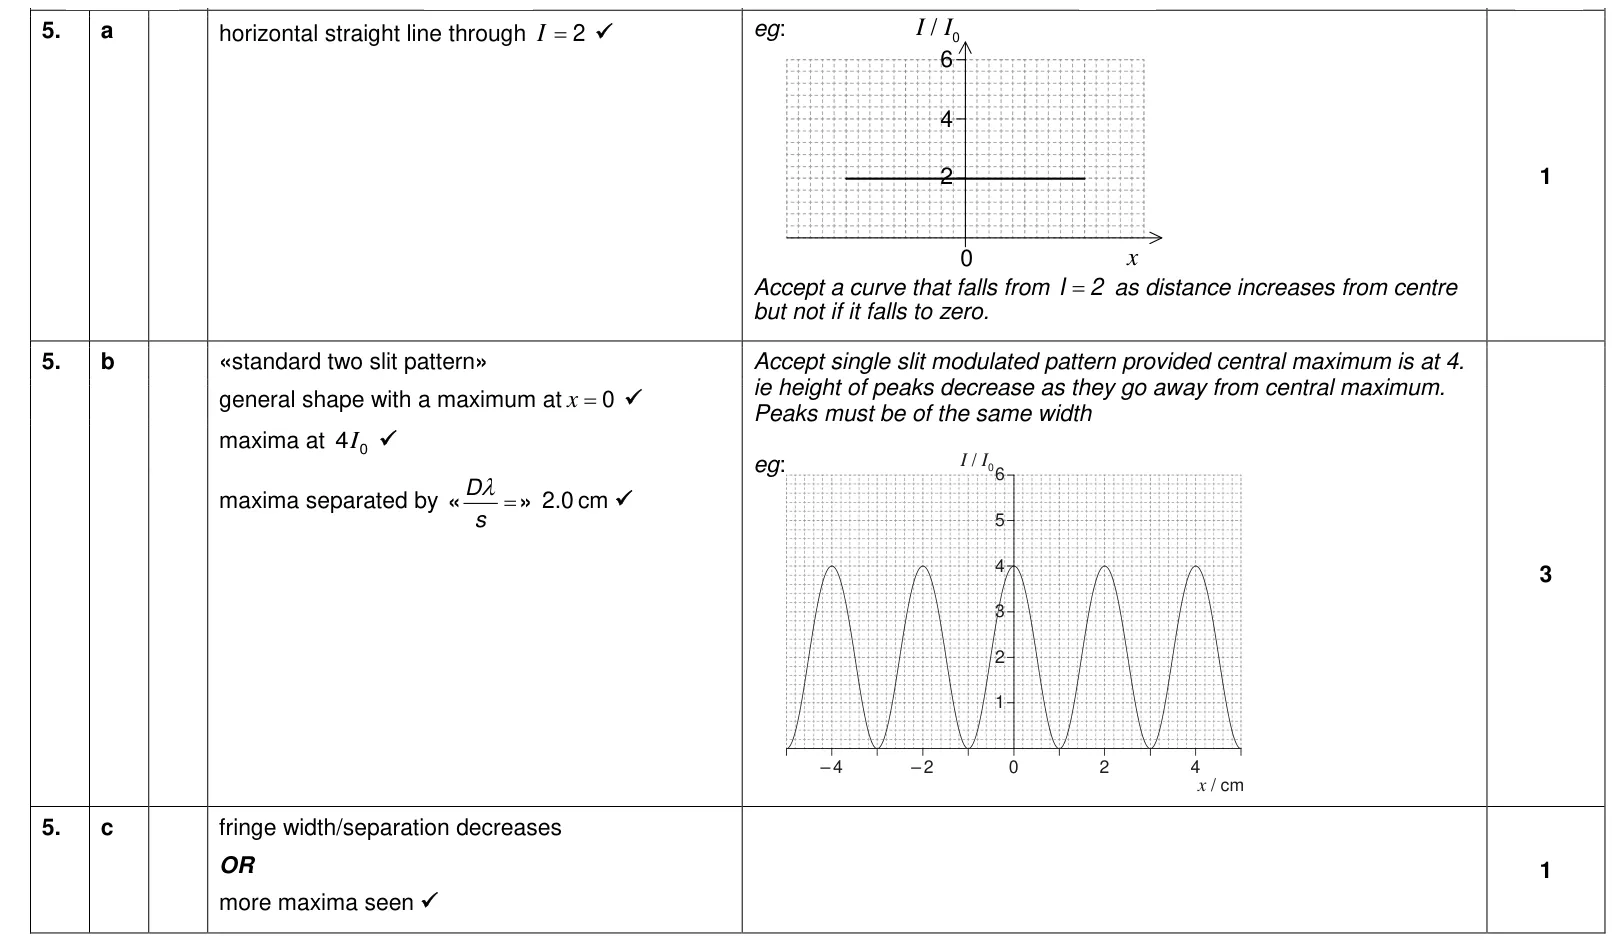 5. a horizontal straight line through I = 2 ✓ eg: I / I₀
6
4
2
0 x
1
Accept a curve that falls from I = 2 as distance increases from centre
but not if it falls to zero.
5. b «standard two slit pattern»
general shape with a maximum at x = 0 ✓
maxima at 4I₀ ✓
maxima separated by «Dλ/s =» 2.0 cm ✓
Accept single slit modulated pattern provided central maximum is at 4.
ie height of peaks decrease as they go away from central maximum.
Peaks must be of the same width
eg: I / I₀
6
5
4
3
2
1
−4 −2 0 2 4
x / cm
3
5. c fringe width/separation decreases
OR
more maxima seen ✓
1